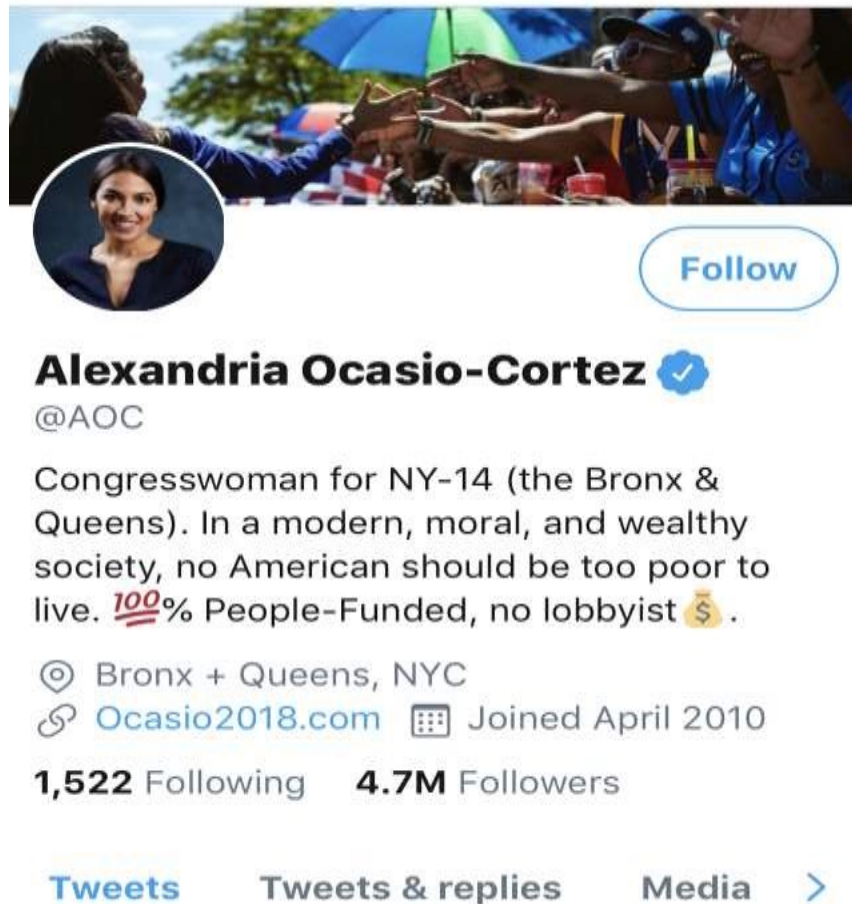 Follow
Alexandria Ocasio-Cortez
@AOC
Congresswoman for NY-14 (the Bronx &
Queens). In a modern, moral, and wealthy
society, no American should be too poor to
live. 💯% People-Funded, no lobbyist💰.
Bronx + Queens, NYC
Ocasio2018.com Joined April 2010
1,522 Following 4.7M Followers
Tweets Tweets & replies Media